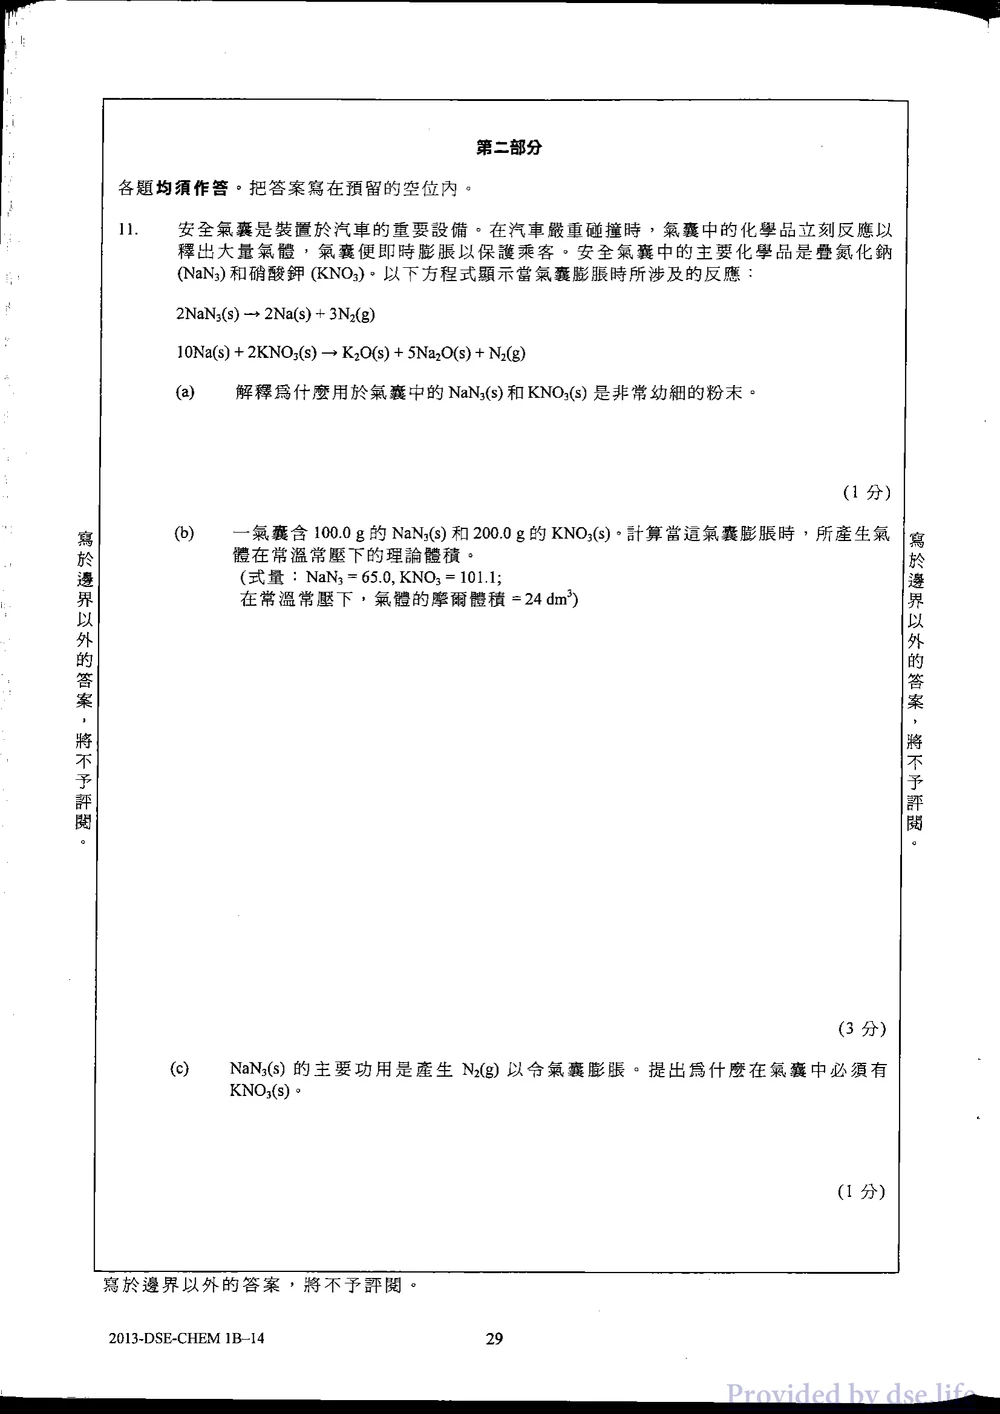 第二部分
各題均須作答。把答案寫在預留的空位內。
11. 安全氣囊是裝置於汽車的重要設備。在汽車嚴重碰撞時，氣囊中的化學品立刻反應以
釋出大量氣體，氣囊便即時膨脹以保護乘客。安全氣囊中的主要化學品是疊氮化鈉
(NaN₃) 和硝酸鉀 (KNO₃)。以下方程式顯示當氣囊膨脹時所涉及的反應：
2NaN₃(s) → 2Na(s) + 3N₂(g)
10Na(s) + 2KNO₃(s) → K₂O(s) + 5Na₂O(s) + N₂(g)
(a) 解釋爲什麼用於氣囊中的 NaN₃(s) 和 KNO₃(s) 是非常幼細的粉末。
(1 分)
(b) 一氣囊含 100.0 g 的 NaN₃(s) 和 200.0 g 的 KNO₃(s)。計算當這氣囊膨脹時，所產生氣
體在常溫常壓下的理論體積。
(式量：NaN₃ = 65.0, KNO₃ = 101.1;
在常溫常壓下，氣體的摩爾體積 = 24 dm³)
(3 分)
(c) NaN₃(s) 的主要功用是產生 N₂(g) 以令氣囊膨脹。提出爲什麼在氣囊中必須有
KNO₃(s)。
(1 分)
寫於邊界以外的答案，將不予評閱。
寫於邊界以外的答案，將不予評閱。
寫於邊界以外的答案，將不予評閱。
2013-DSE-CHEM 1B–14
29
Provided by dse.life